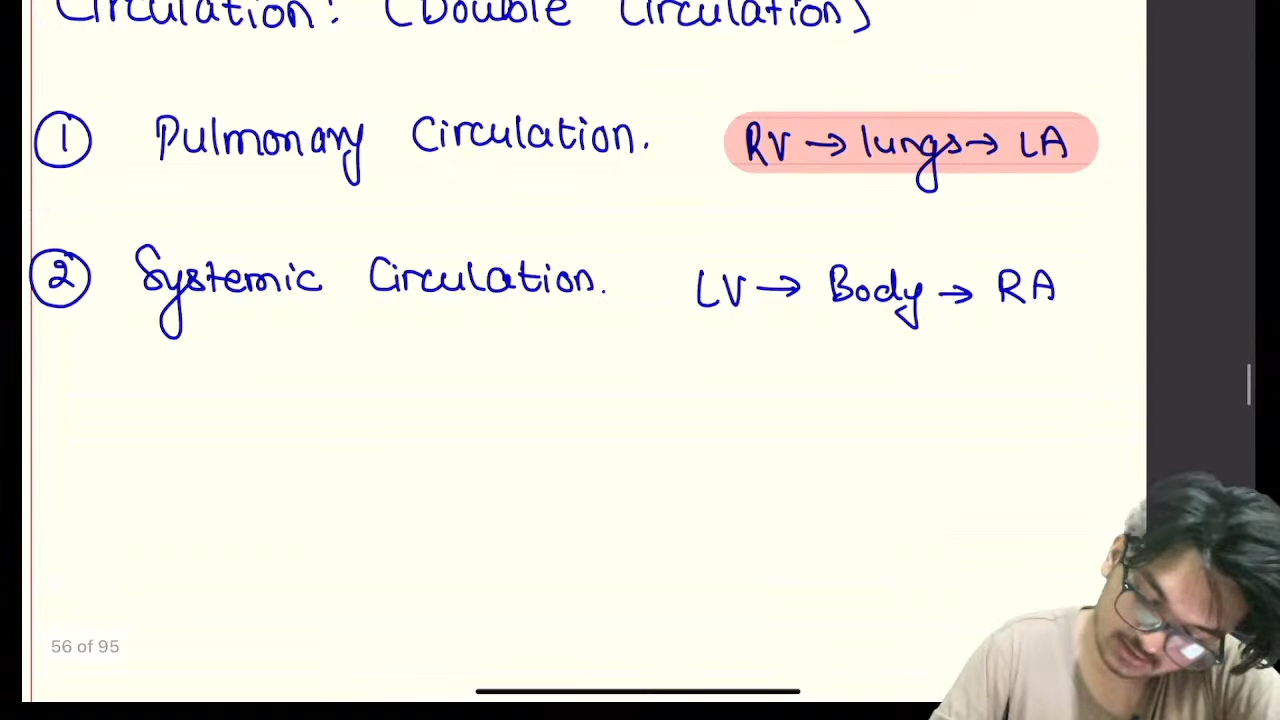 Circulation: (Double Circulation)
① Pulmonary Circulation. RV → lungs → LA
② Systemic Circulation. LV → Body → RA
56 of 95